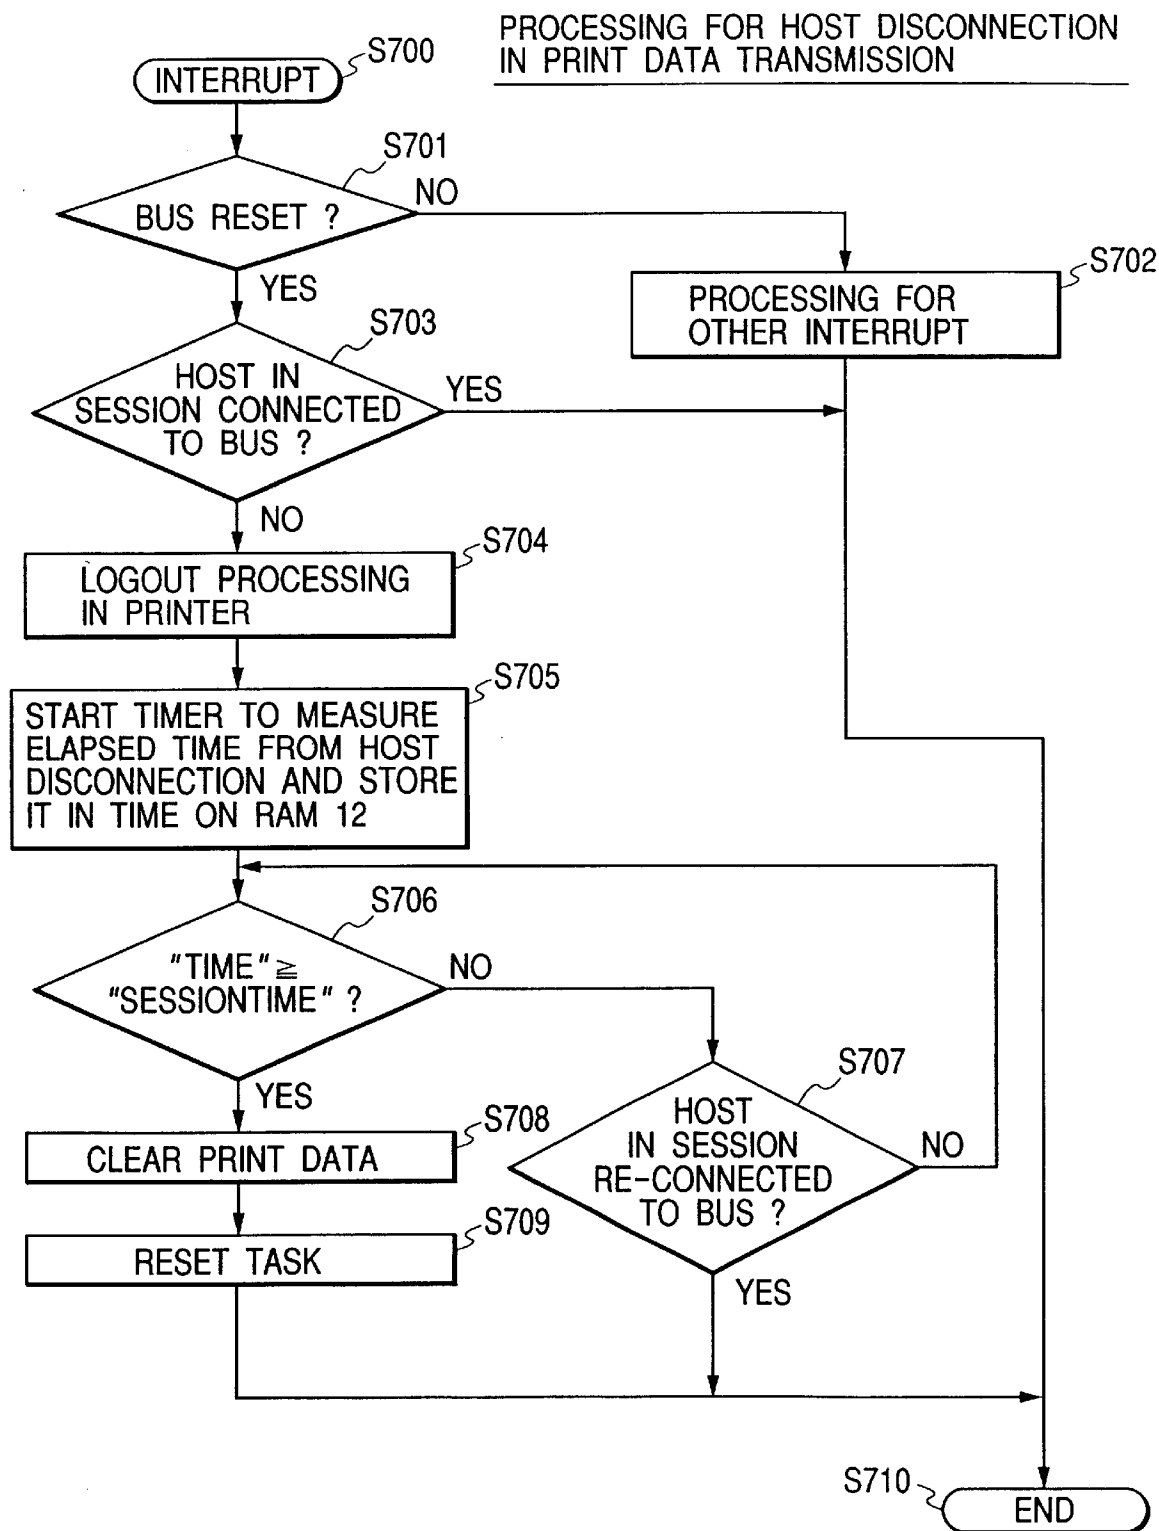 PROCESSING FOR HOST DISCONNECTION
IN PRINT DATA TRANSMISSION
S700
INTERRUPT
S701
BUS RESET ?
NO
YES
S702
PROCESSING FOR
OTHER INTERRUPT
S703
HOST IN
SESSION CONNECTED
TO BUS ?
YES
NO
S704
LOGOUT PROCESSING
IN PRINTER
S705
START TIMER TO MEASURE
ELAPSED TIME FROM HOST
DISCONNECTION AND STORE
IT IN TIME ON RAM 12
S706
"TIME" ≧
"SESSIONTIME" ?
NO
YES
S707
HOST
IN SESSION
RE-CONNECTED
TO BUS ?
NO
YES
S708
CLEAR PRINT DATA
S709
RESET TASK
S710
END